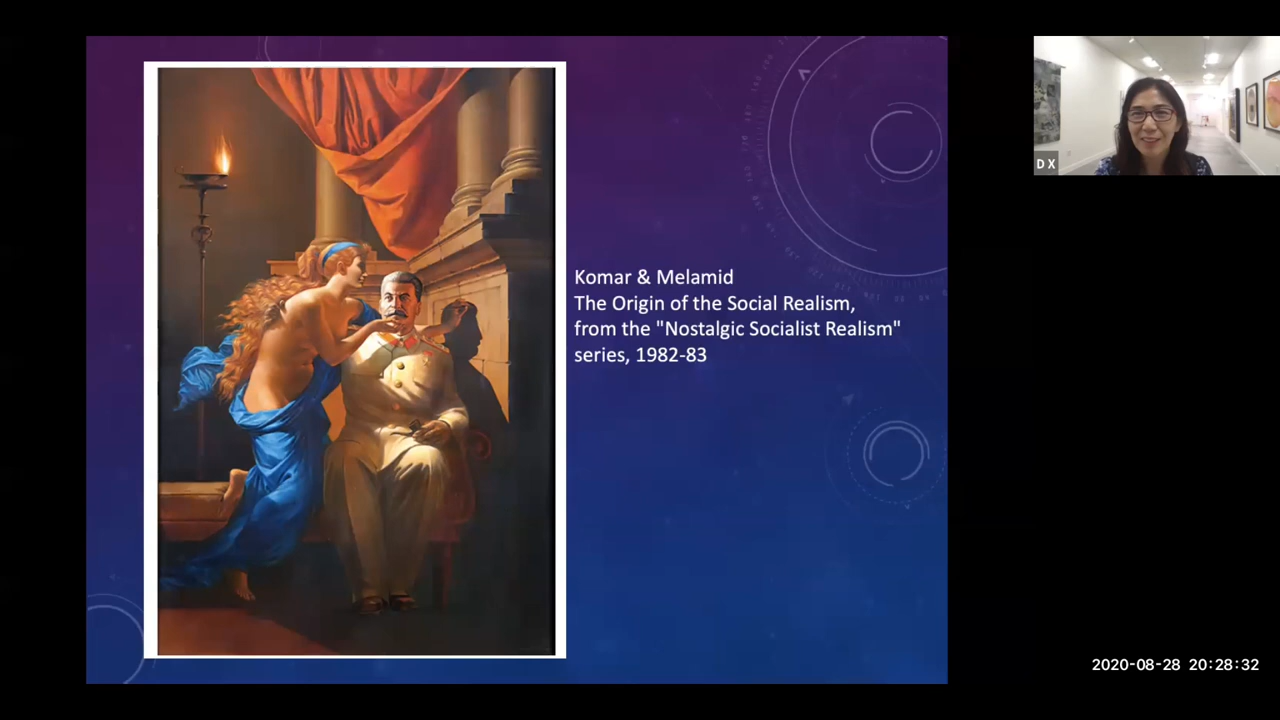 Komar & Melamid
The Origin of the Social Realism,
from the "Nostalgic Socialist Realism"
series, 1982-83
D X
2020-08-28 20:28:32